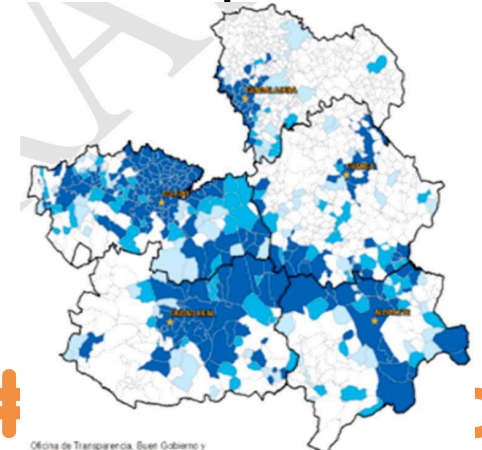 GUADALAJARA
CUENCA
TOLEDO
CIUDAD REAL
ALBACETE
#
Oficina de Transparencia, Buen Gobierno y